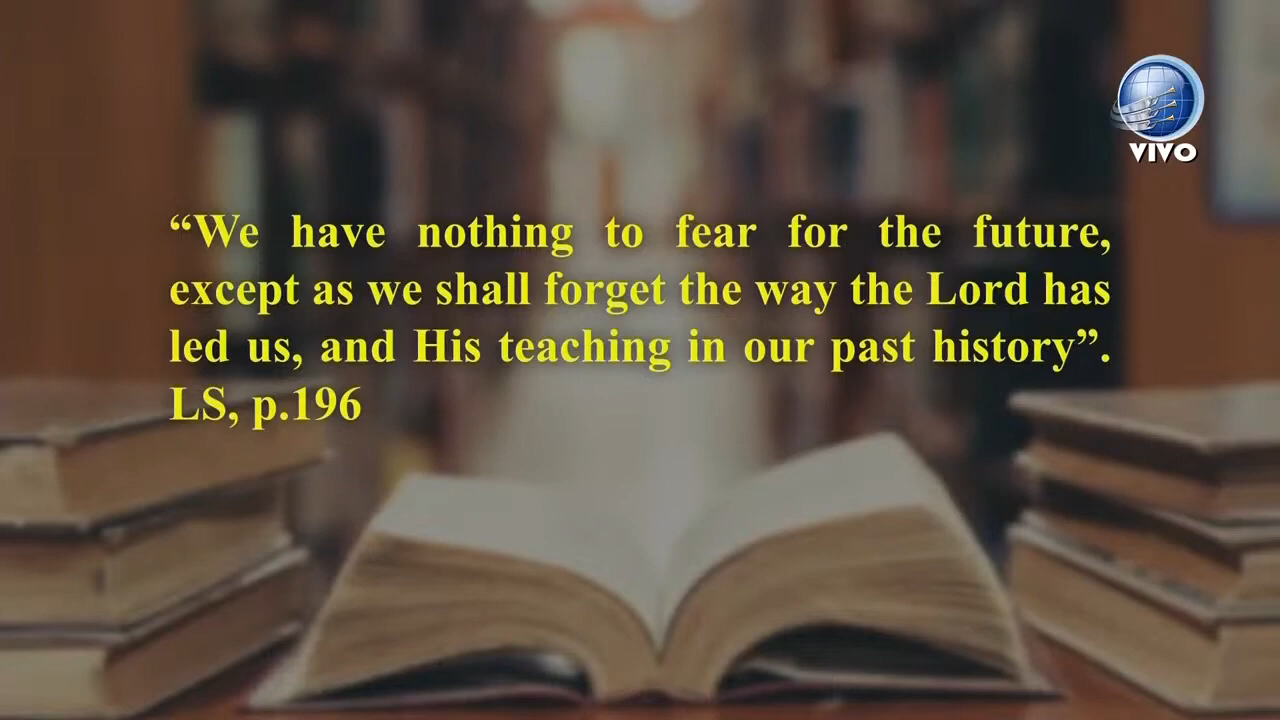 VIVO
“We have nothing to fear for the future,
except as we shall forget the way the Lord has
led us, and His teaching in our past history”.
LS, p.196